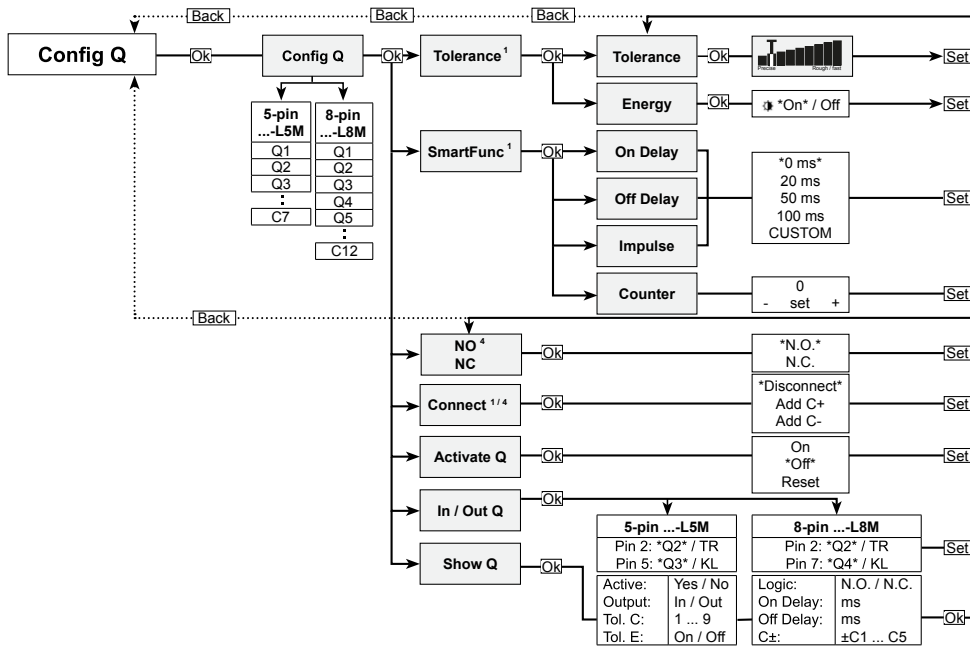 Back
Back
Back
Config Q
Ok
Config Q
Ok
Tolerance 1
Ok
Tolerance
Ok
Precise
Rough / fast
Set
Energy
Ok
*On* / Off
Set
5-pin
...-L5M
Q1
Q2
Q3
C7
8-pin
...-L8M
Q1
Q2
Q3
Q4
Q5
C12
SmartFunc 1
Ok
On Delay
Off Delay
Impulse
*0 ms*
20 ms
50 ms
100 ms
CUSTOM
Set
Counter
0
- set +
Set
Back
NO 4
NC
Ok
*N.O.*
N.C.
Set
Connect 1 / 4
Ok
*Disconnect*
Add C+
Add C-
Set
Activate Q
Ok
On
*Off*
Reset
Set
In / Out Q
Ok
5-pin ...-L5M
Pin 2: *Q2* / TR
Pin 5: *Q3* / KL
8-pin ...-L8M
Pin 2: *Q2* / TR
Pin 7: *Q4* / KL
Set
Show Q
Ok
Active: Yes / No
Output: In / Out
Tol. C: 1 ... 9
Tol. E: On / Off
Logic: N.O. / N.C.
On Delay: ms
Off Delay: ms
C±: ±C1 ... C5
Ok